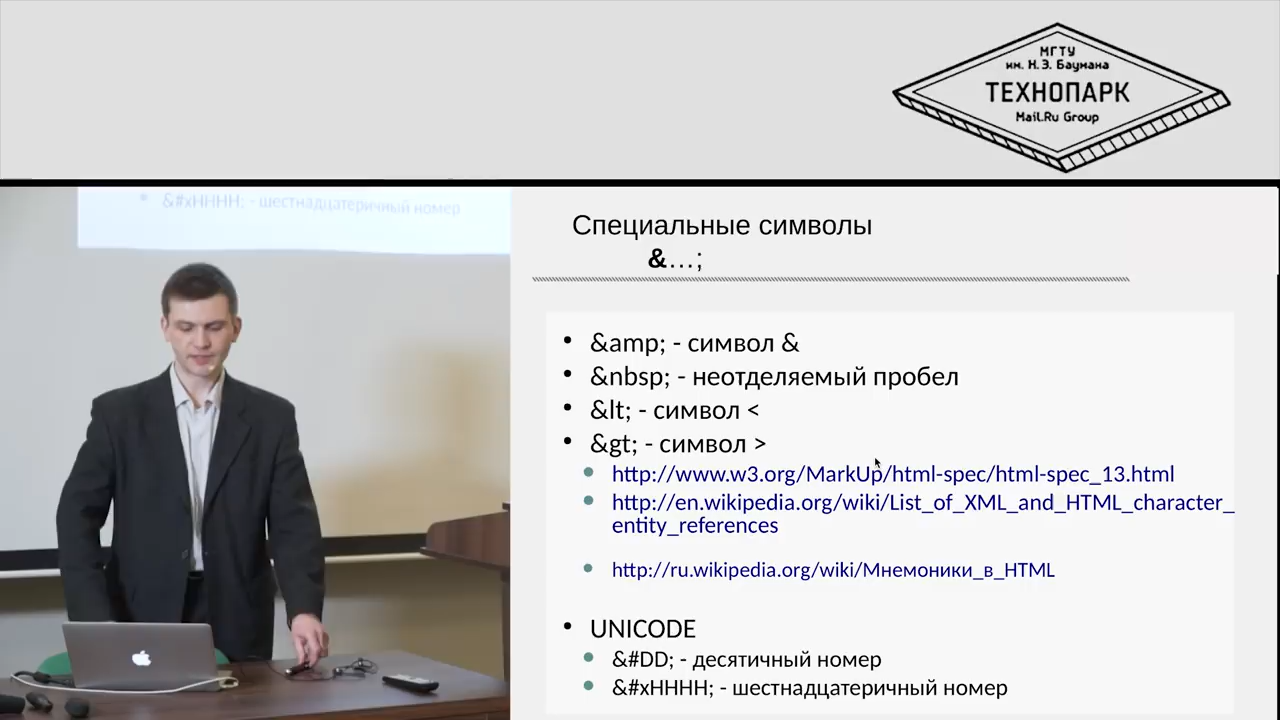 МГТУ
им. Н.Э. Баумана
ТЕХНОПАРК
Mail.Ru Group
&#xHHHH; - шестнадцатеричный номер
Специальные символы
&...;
&amp; - символ &
&nbsp; - неотделяемый пробел
&lt; - символ <
&gt; - символ >
http://www.w3.org/MarkUp/html-spec/html-spec_13.html
http://en.wikipedia.org/wiki/List_of_XML_and_HTML_character_
entity_references
http://ru.wikipedia.org/wiki/Мнемоники_в_HTML
UNICODE
&#DD; - десятичный номер
&#xHHHH; - шестнадцатеричный номер